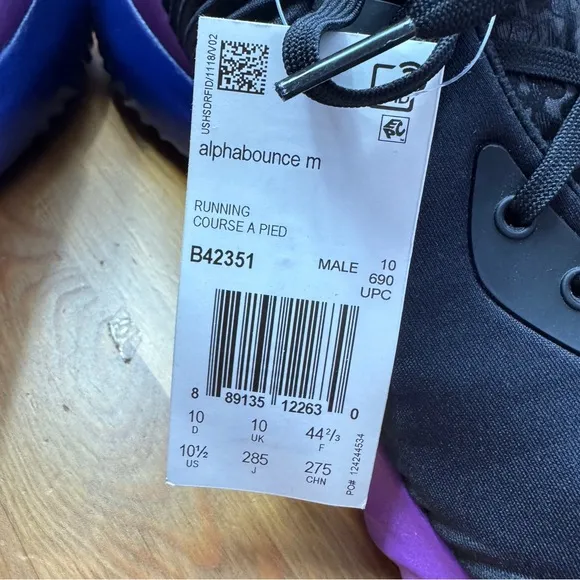 USHSDRFID/1118/V02
alphabounce m
RUNNING
COURSE A PIED
B42351 MALE 10
690
UPC
8 89135 12263 0
10 10 44 2/3
D UK F
10½ 285 275
US J CHN
PO# 124244534